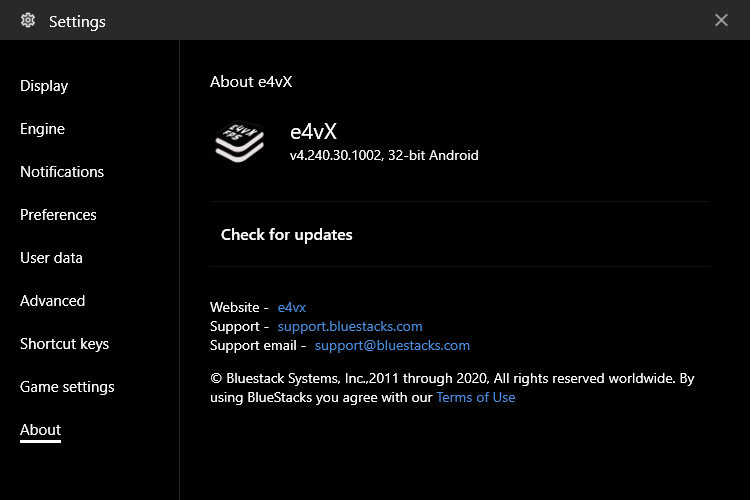 Settings
Display
Engine
Notifications
Preferences
User data
Advanced
Shortcut keys
Game settings
About
About e4vX
E4VX
FPS
e4vX
v4.240.30.1002, 32-bit Android
Check for updates
Website - e4vx
Support - support.bluestacks.com
Support email - support@bluestacks.com
© Bluestack Systems, Inc.,2011 through 2020, All rights reserved worldwide. By
using BlueStacks you agree with our Terms of Use